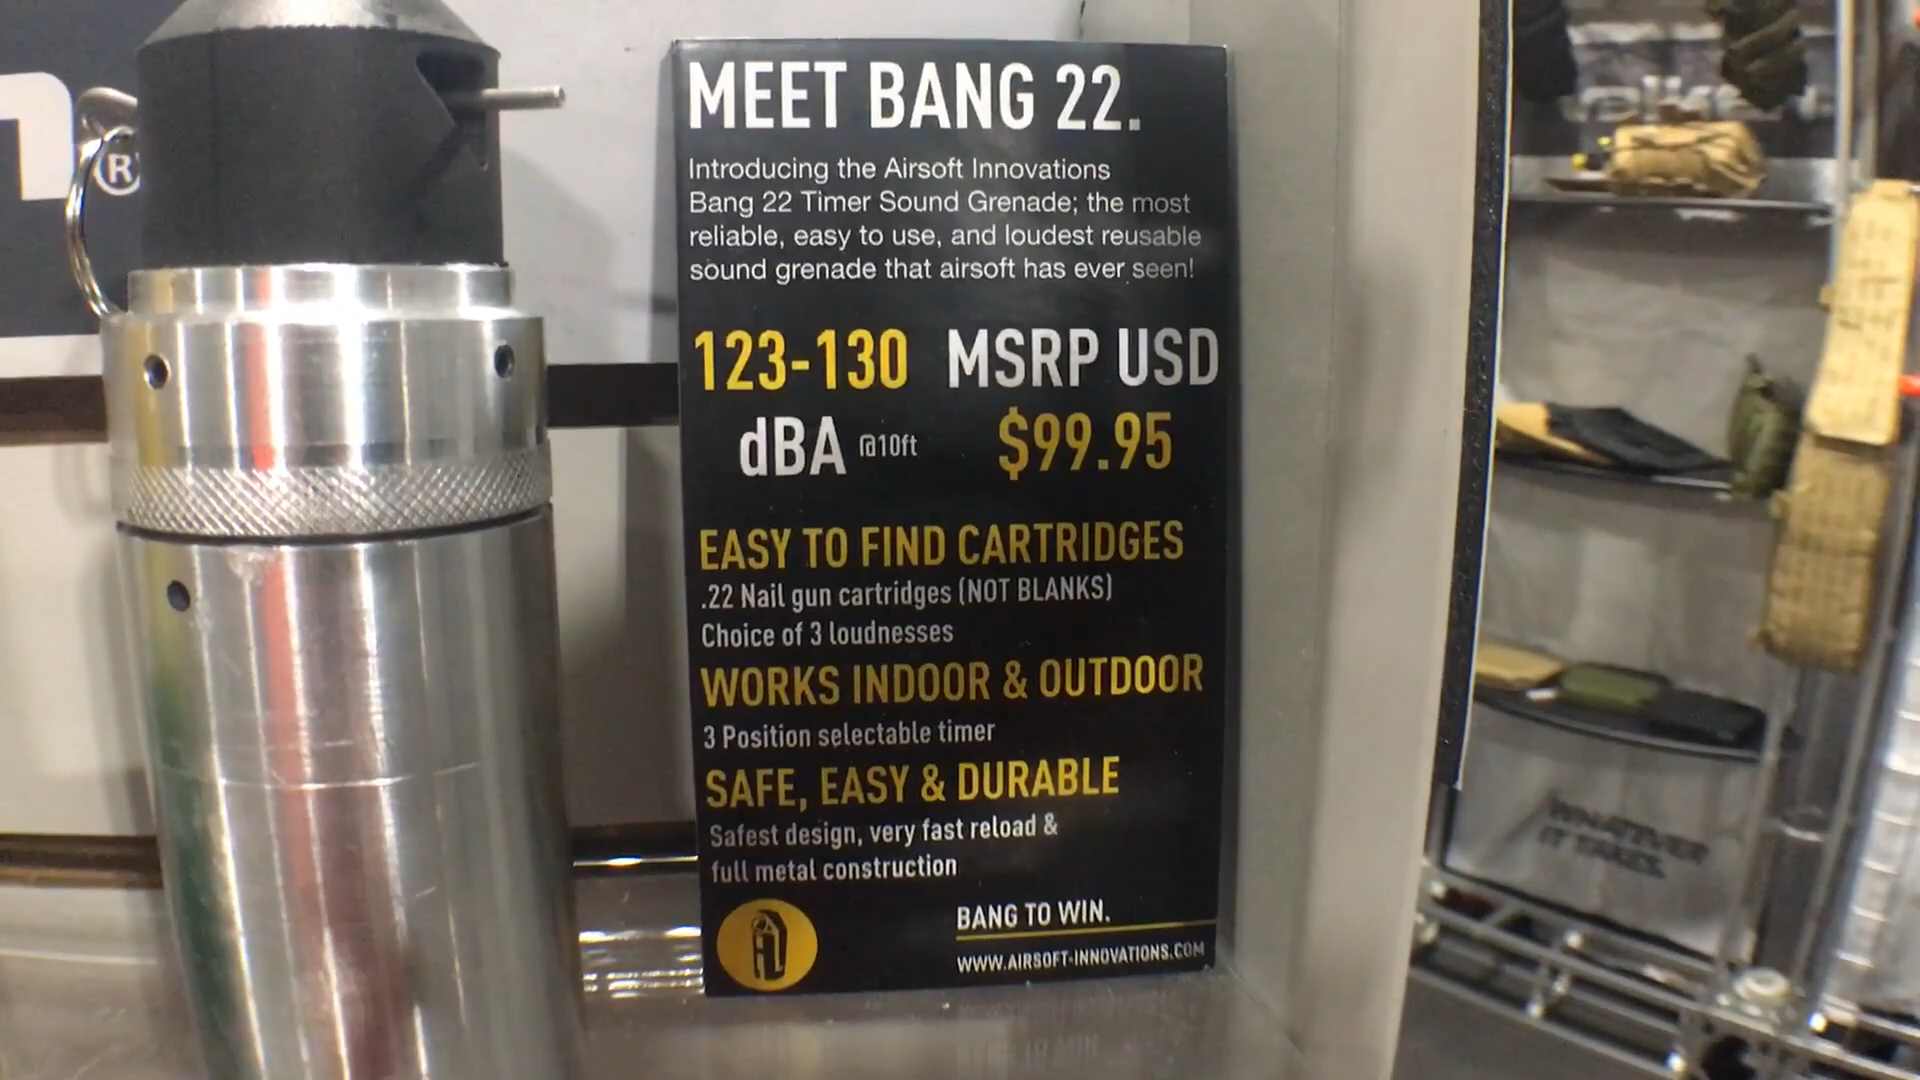 ®
MEET BANG 22.
Introducing the Airsoft Innovations
Bang 22 Timer Sound Grenade; the most
reliable, easy to use, and loudest reusable
sound grenade that airsoft has ever seen!
123-130 MSRP USD
dBA @10ft $99.95
EASY TO FIND CARTRIDGES
.22 Nail gun cartridges (NOT BLANKS)
Choice of 3 loudnesses
WORKS INDOOR & OUTDOOR
3 Position selectable timer
SAFE, EASY & DURABLE
Safest design, very fast reload &
full metal construction
BANG TO WIN.
WWW.AIRSOFT-INNOVATIONS.COM
WHATEVER
IT TAKES.